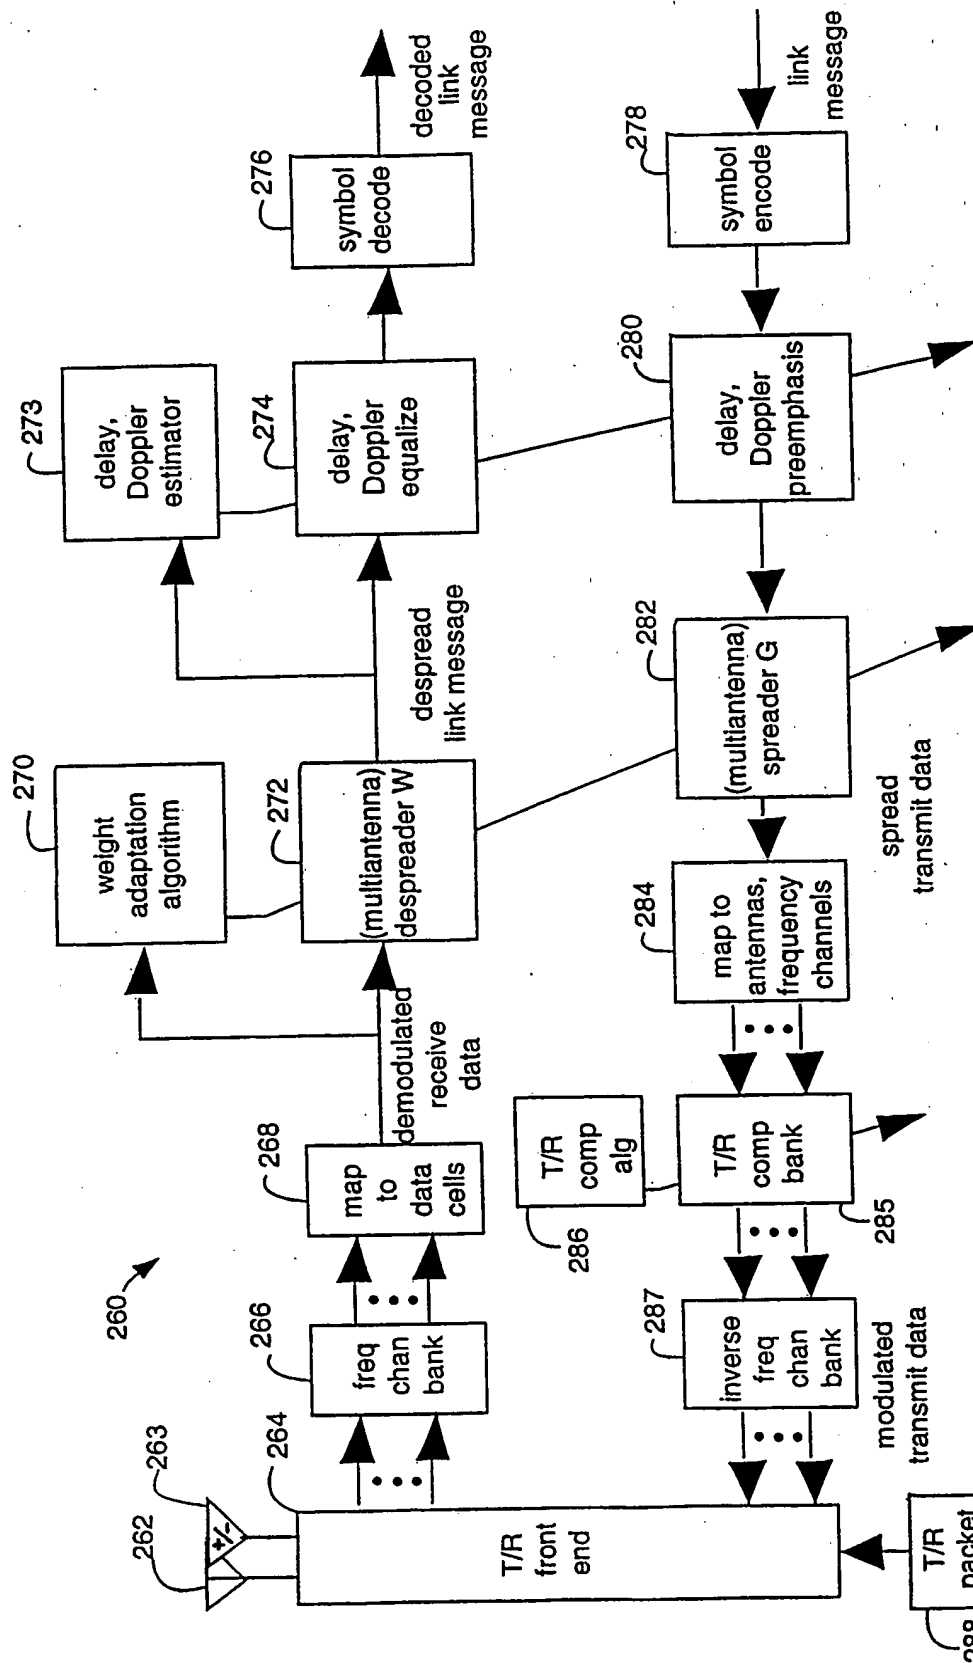 260
262
263
+/-
264
T/R
front
end
266
freq
chan
bank
268
map
to
data
cells
demodulated
receive
data
270
weight
adaptation
algorithm
272
(multiantenna)
despreader W
despread
link message
273
delay,
Doppler
estimator
274
delay,
Doppler
equalize
276
symbol
decode
decoded
link
message
link
message
278
symbol
encode
280
delay,
Doppler
preemphasis
282
(multiantenna)
spreader G
spread
transmit data
284
map to
antennas,
frequency
channels
T/R
comp
bank
285
T/R
comp
alg
286
287
inverse
freq
chan
bank
modulated
transmit data
T/R
packet
288